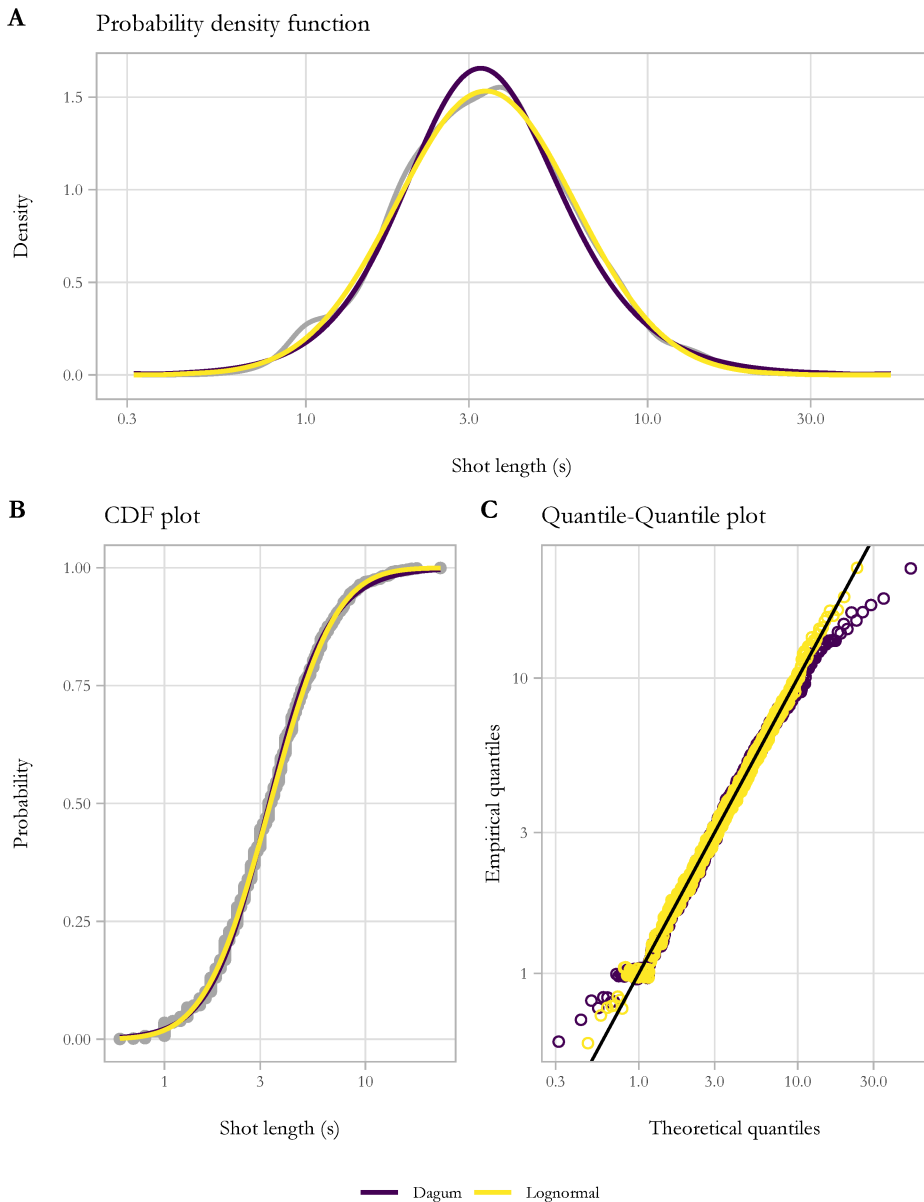 A
Probability density function
1.5
1.0
0.5
0.0
Density
0.3
1.0
3.0
10.0
30.0
Shot length (s)
B
CDF plot
1.00
0.75
0.50
0.25
0.00
Probability
1
3
10
Shot length (s)
C
Quantile-Quantile plot
10
3
1
Empirical quantiles
0.3
1.0
3.0
10.0
30.0
Theoretical quantiles
Dagum
Lognormal